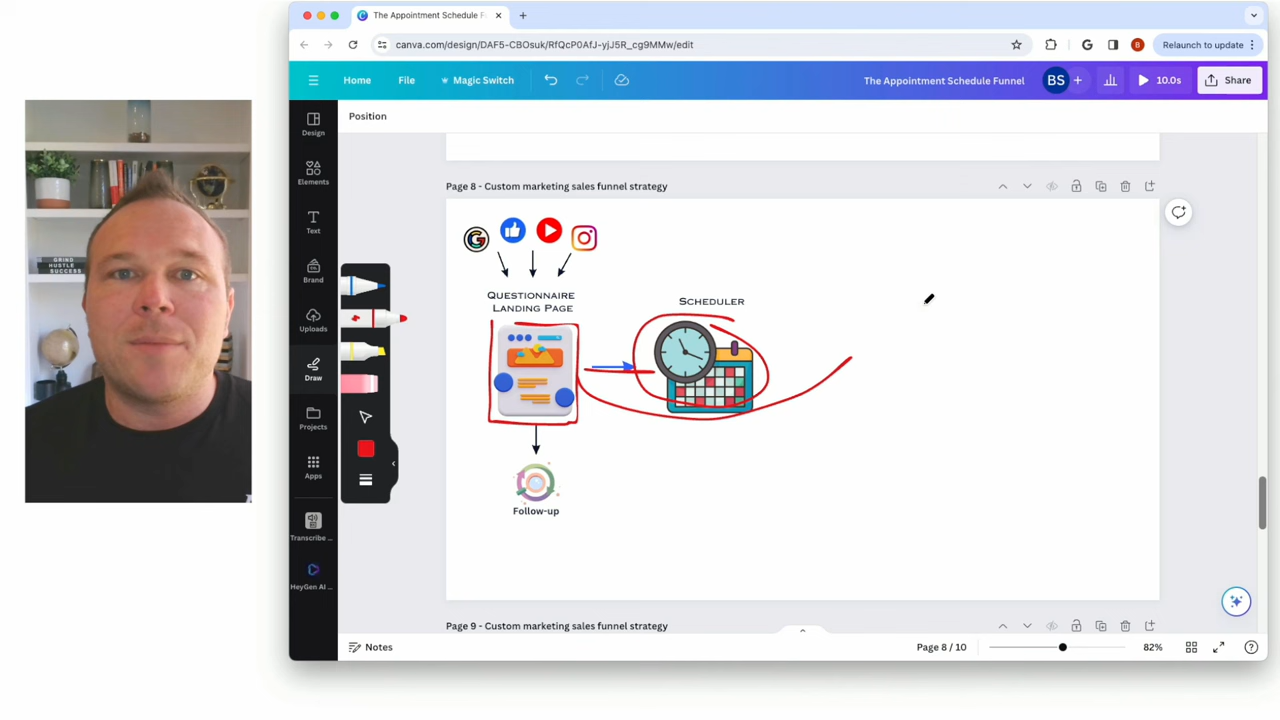 The Appointment Schedule F
canva.com/design/DAF5-CBOsuk/RfQcP0AfJ-yjJ5R_cg9MMw/edit
G
B
Relaunch to update
Home
File
Magic Switch
The Appointment Schedule Funnel
BS
10.0s
Share
Design
Elements
Text
Brand
Uploads
Draw
Projects
Apps
Transcribe ...
HeyGen AI ...
Position
Page 8 - Custom marketing sales funnel strategy
G
Questionnaire
Landing Page
Scheduler
Follow-up
Page 9 - Custom marketing sales funnel strategy
Notes
Page 8 / 10
82%
GRIND
HUSTLE
SUCCESS